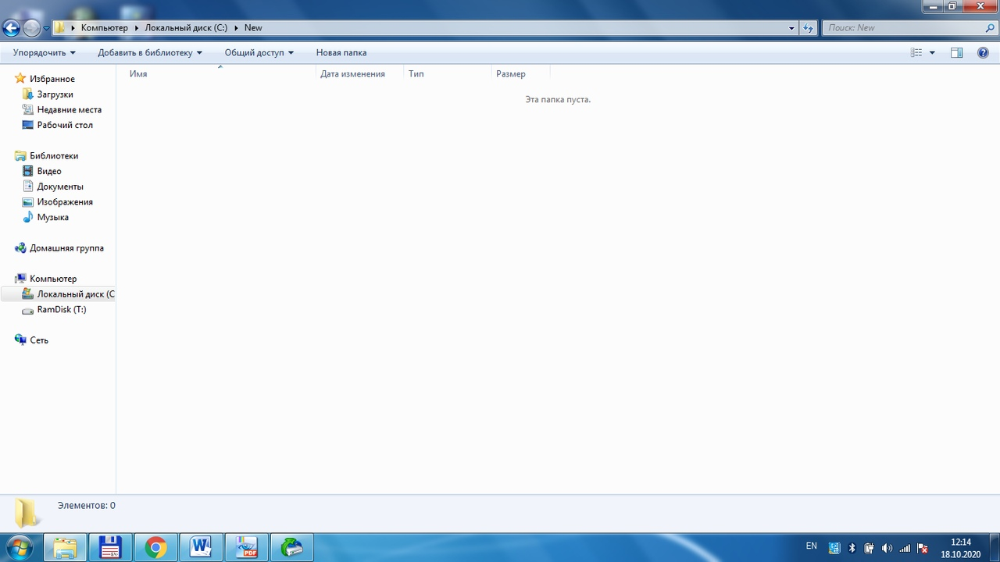 Компьютер Локальный диск (C:) New
Поиск: New
Упорядочить Добавить в библиотеку Общий доступ Новая папка
Имя Дата изменения Тип Размер
Эта папка пуста.
Избранное
Загрузки
Недавние места
Рабочий стол
Библиотеки
Видео
Документы
Изображения
Музыка
Домашняя группа
Компьютер
Локальный диск (C
RamDisk (T:)
Сеть
Элементов: 0
W
PDF
EN
12:14
18.10.2020